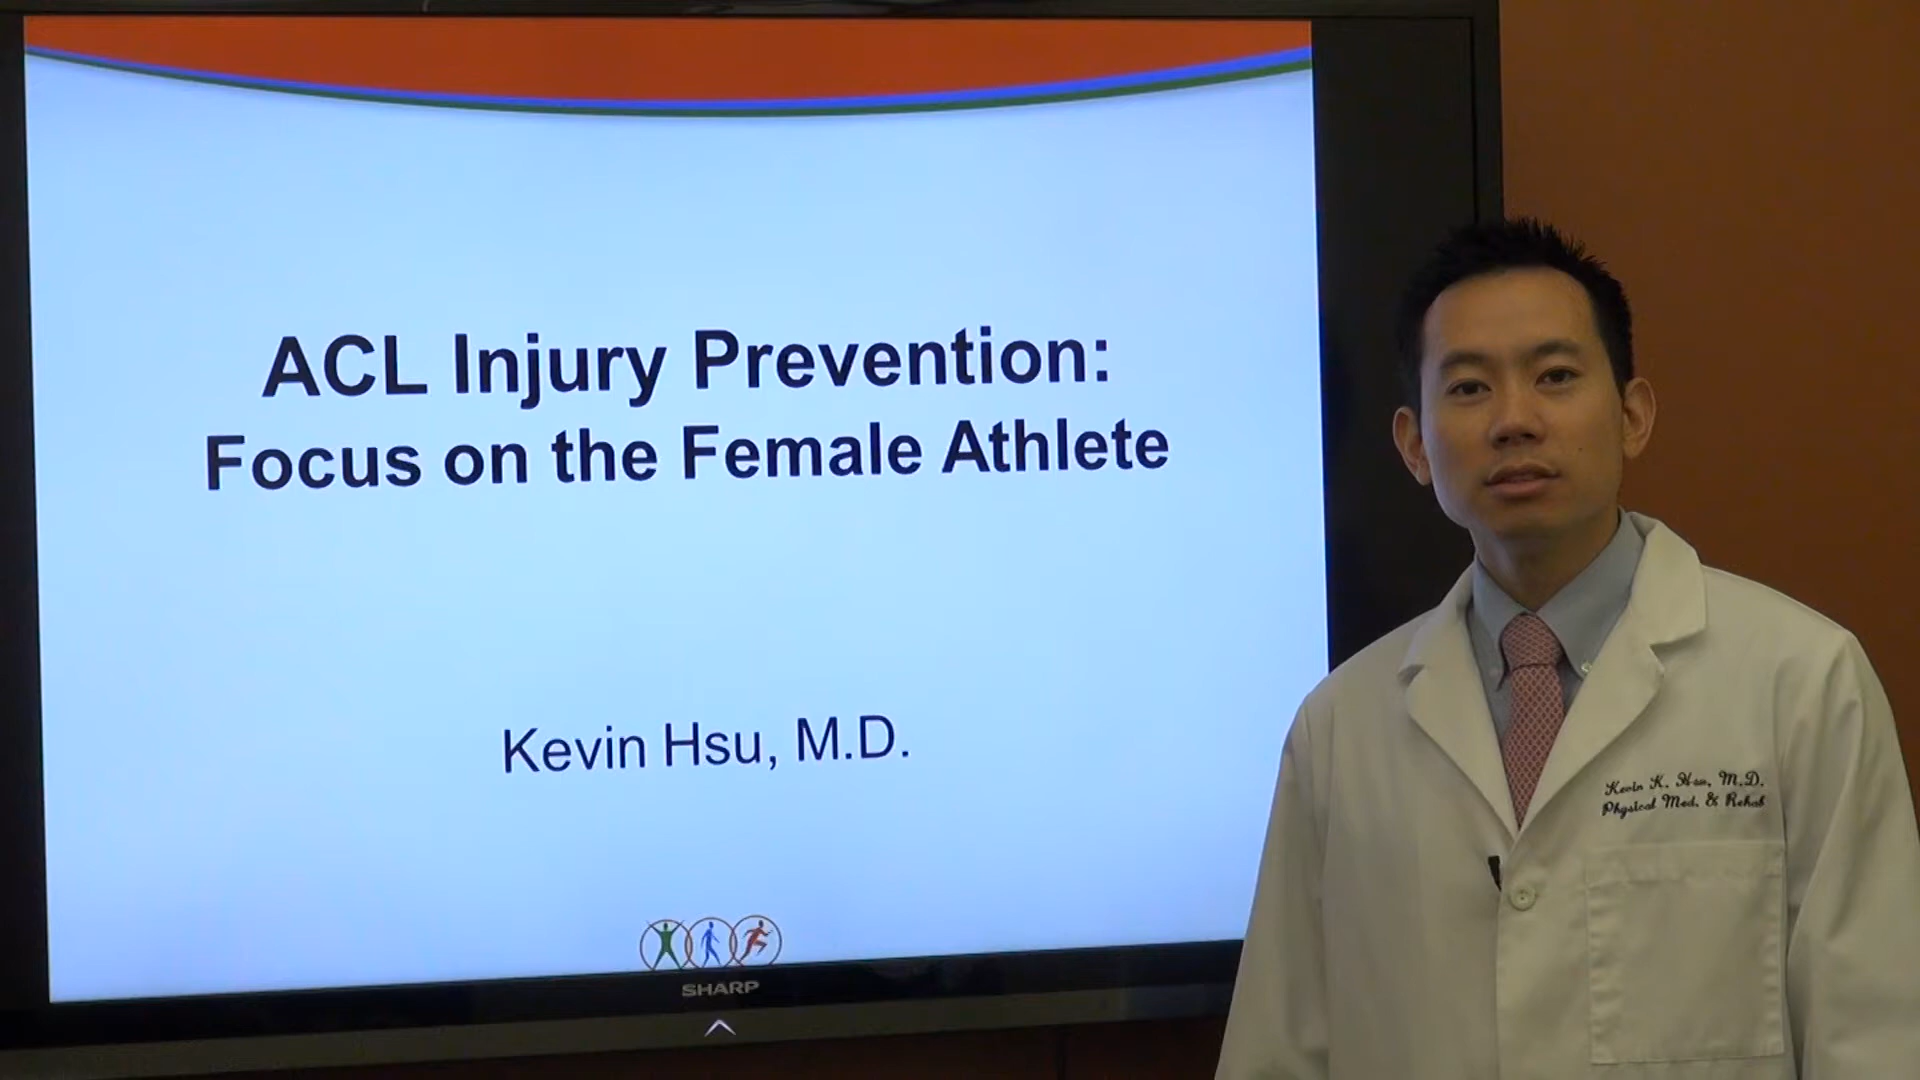 ACL Injury Prevention:
Focus on the Female Athlete
Kevin Hsu, M.D.
SHARP
Kevin K. Hsu, M.D.
Physical Med. & Rehab